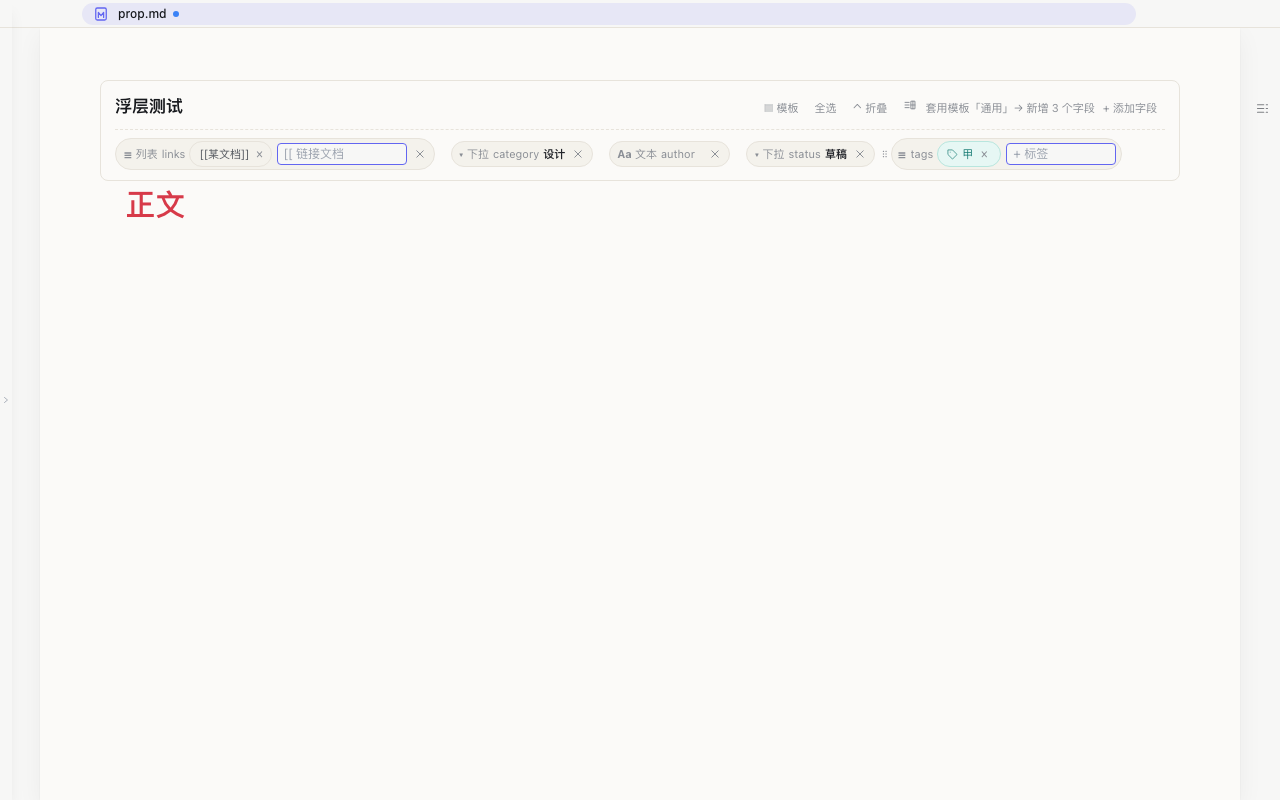 prop.md
浮层测试
模板 全选 折叠 套用模板「通用」→ 新增 3 个字段 + 添加字段
列表 links [[某文档]] × [[ 链接文档 × 下拉 category 设计 × Aa 文本 author × 下拉 status 草稿 × tags 甲 × + 标签
正文